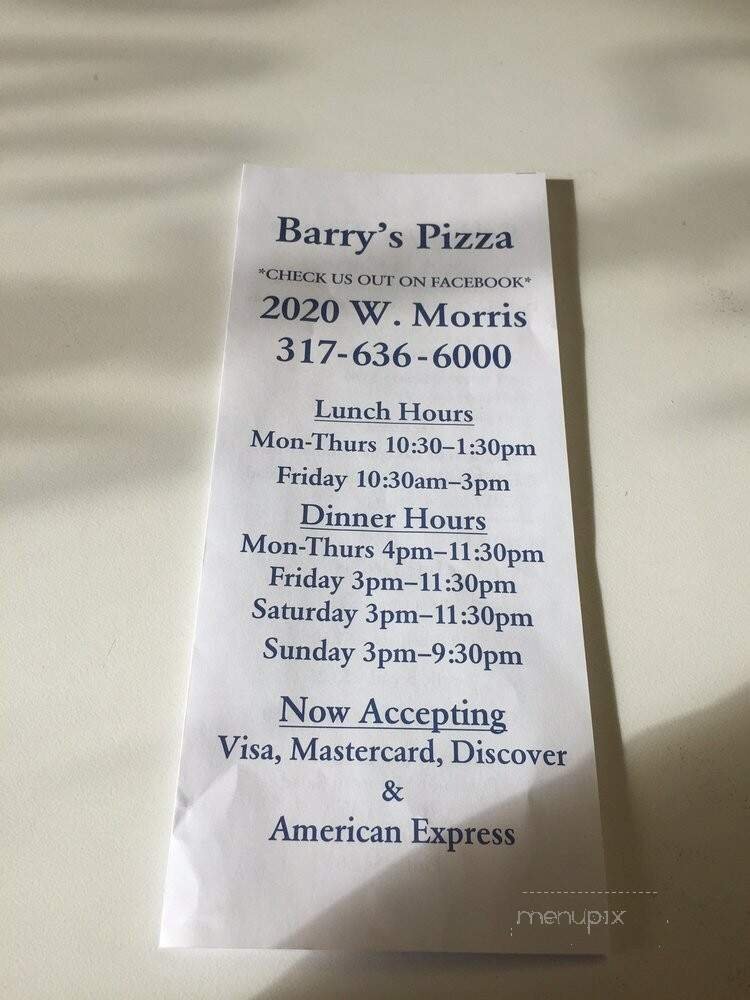 Barry's Pizza
*CHECK US OUT ON FACEBOOK*
2020 W. Morris
317-636-6000
Lunch Hours
Mon-Thurs 10:30–1:30pm
Friday 10:30am–3pm
Dinner Hours
Mon-Thurs 4pm–11:30pm
Friday 3pm–11:30pm
Saturday 3pm–11:30pm
Sunday 3pm–9:30pm
Now Accepting
Visa, Mastercard, Discover
&
American Express
menupix